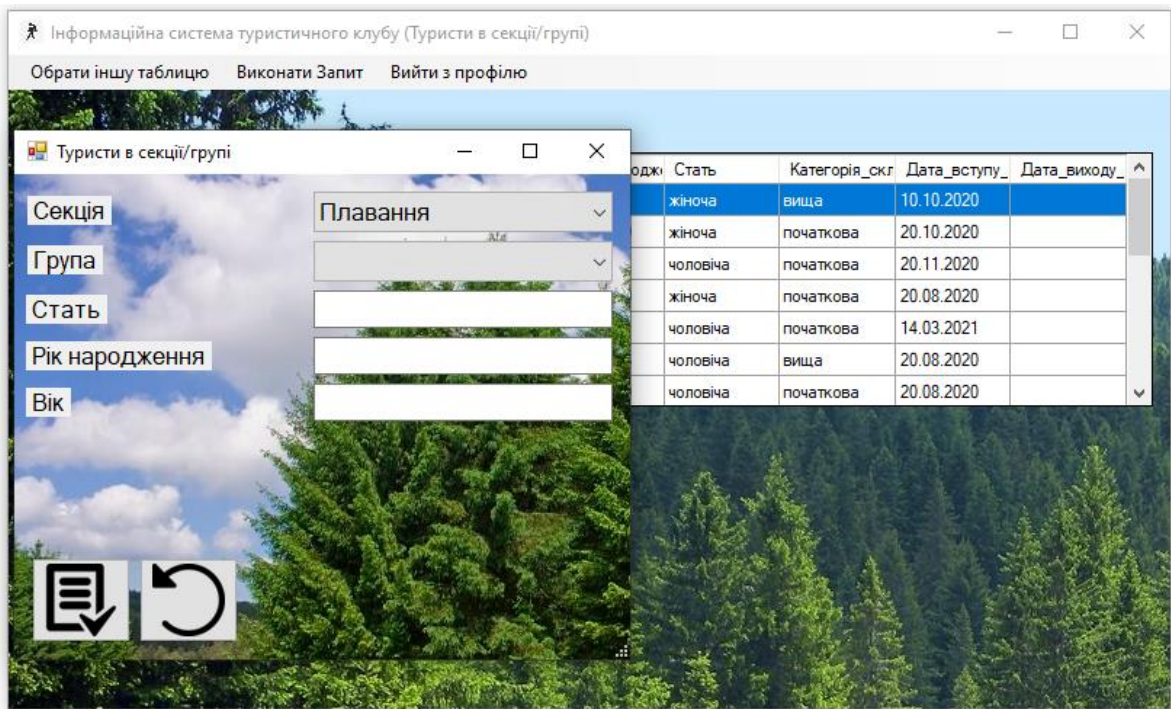 Інформаційна система туристичного клубу (Туристи в секції/групі)
Обрати іншу таблицю Виконати Запит Вийти з профілю
Туристи в секції/групі
Секція Плавання
Група
Стать
Рік народження
Вік
Стать Категорія_скл Дата_вступу_ Дата_виходу_
жіноча вища 10.10.2020
жіноча початкова 20.10.2020
чоловіча початкова 20.11.2020
жіноча початкова 20.08.2020
чоловіча початкова 14.03.2021
чоловіча вища 20.08.2020
чоловіча початкова 20.08.2020